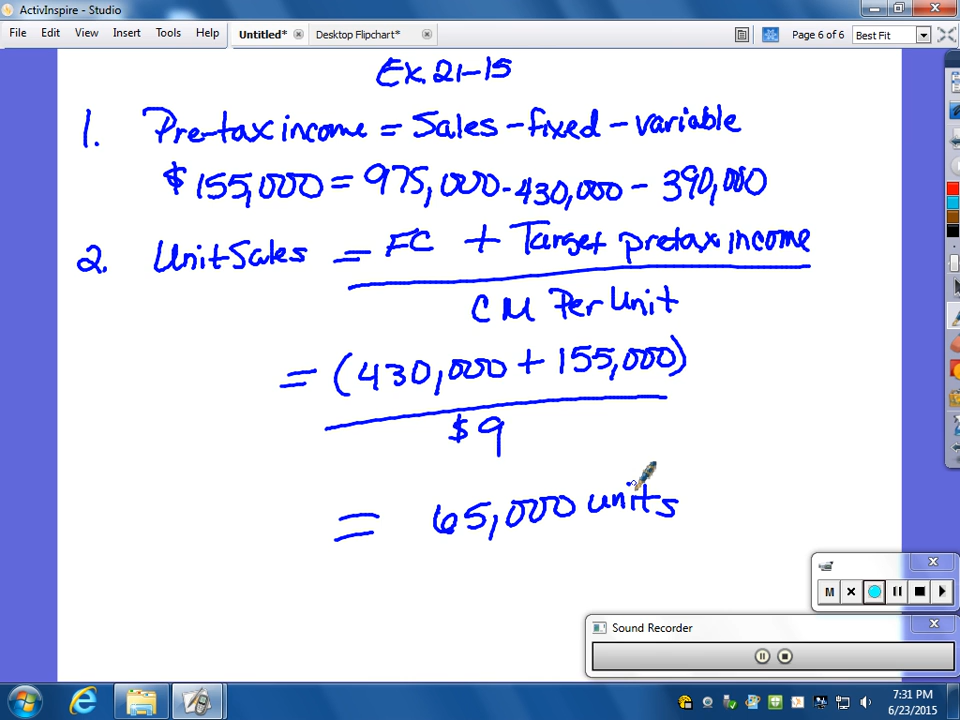 ActivInspire - Studio
File Edit View Insert Tools Help Untitled* Desktop Flipchart* Page 6 of 6 Best Fit
Ex. 21-15
1. Pre-tax income = Sales - fixed - variable
$155,000 = 975,000 - 430,000 - 390,000
2. Unit Sales = FC + Target pretax income
CM Per Unit
= (430,000 + 155,000)
$9
= 65,000 units
M
Sound Recorder
7:31 PM
6/23/2015